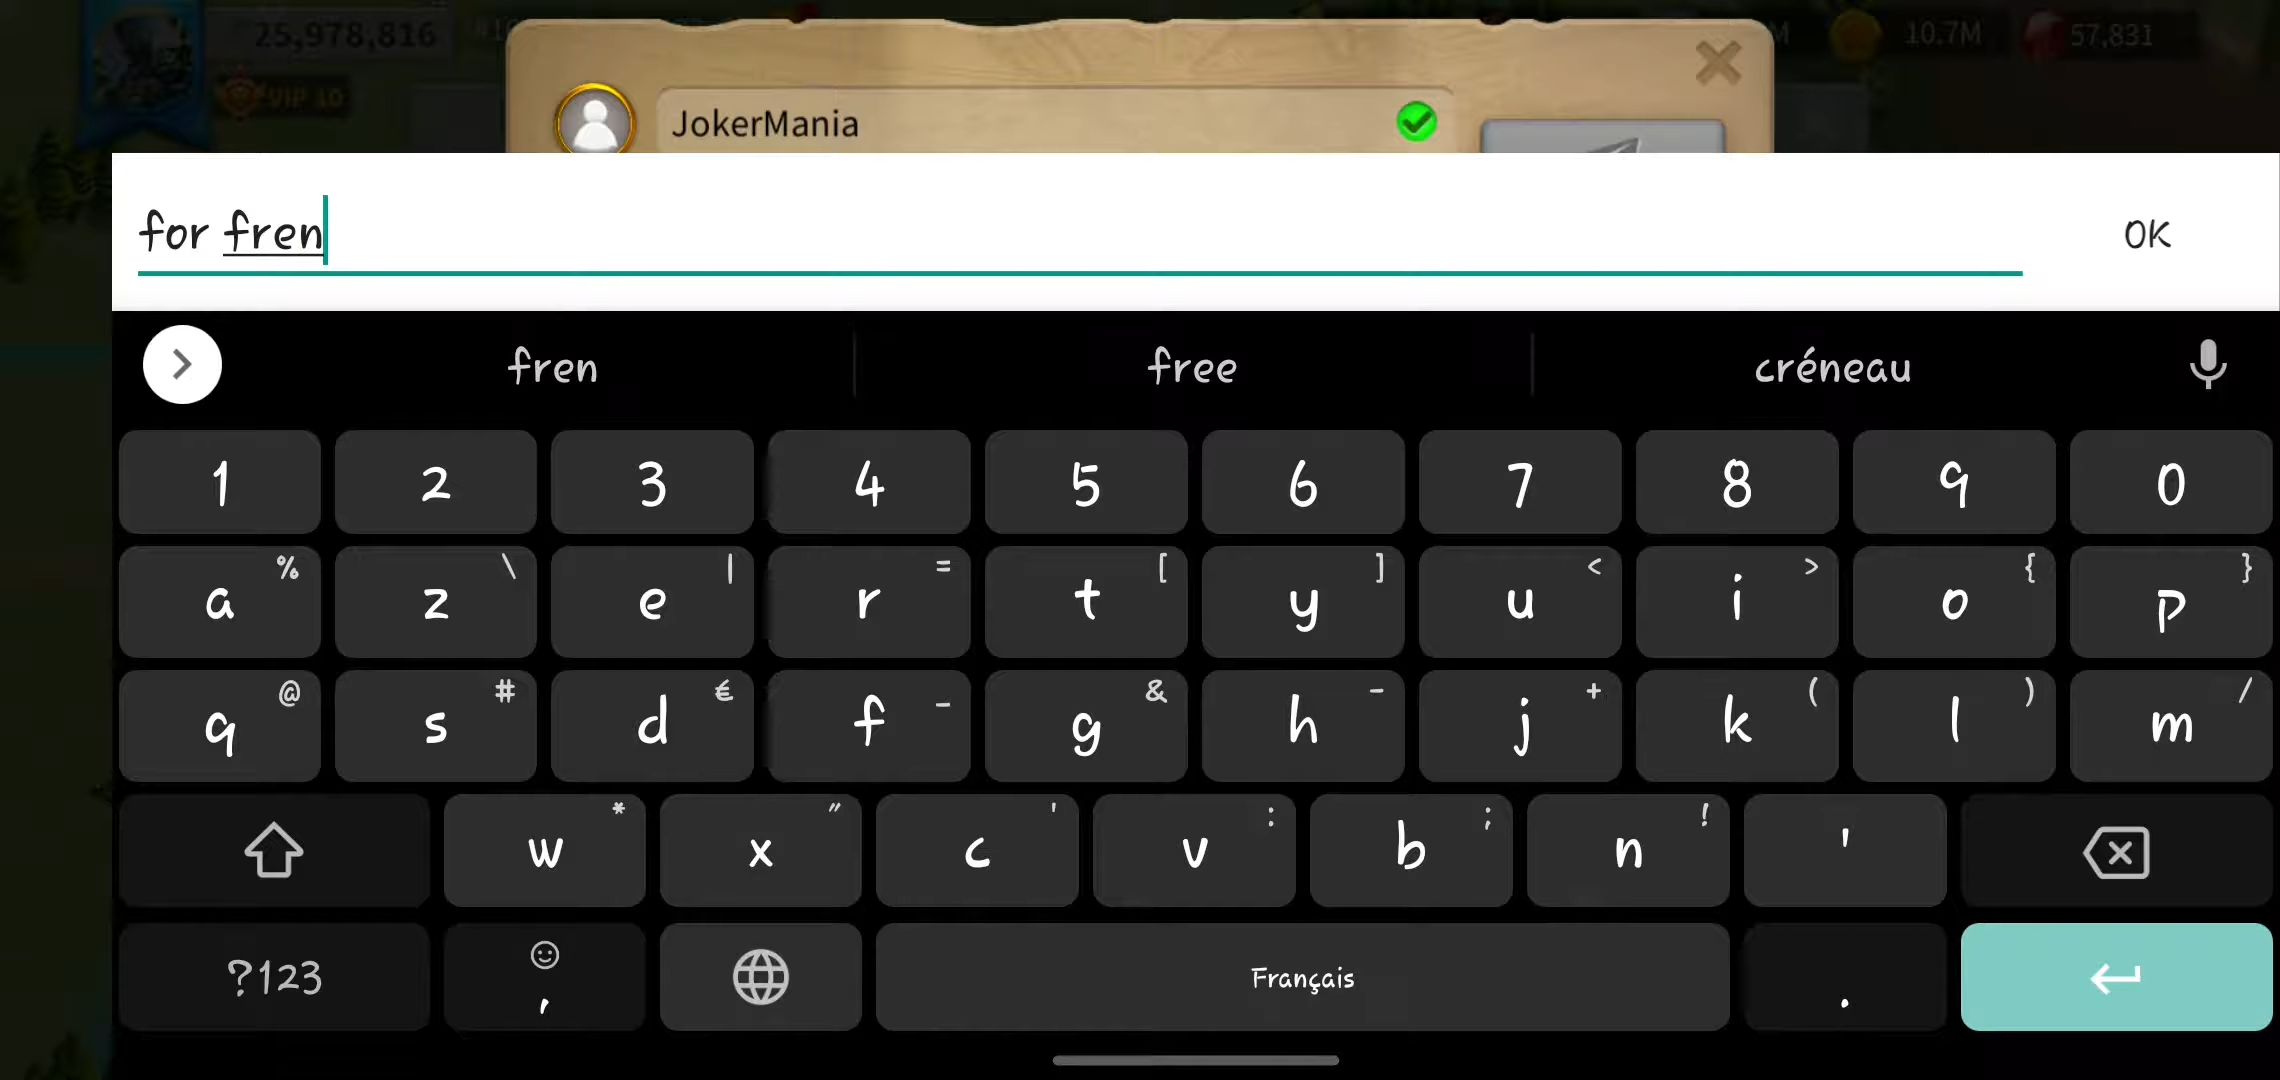 25,978,816
VIP 10
10.7M
57,831
JokerMania
for fren
OK
fren
free
créneau
1 2 3 4 5 6 7 8 9 0
% \ | = [ ] < > { }
a z e r t y u i o p
@ # € _ & - + ( ) /
q s d f g h j k l m
* " ' : ; !
w x c v b n '
?123
,
Français
.